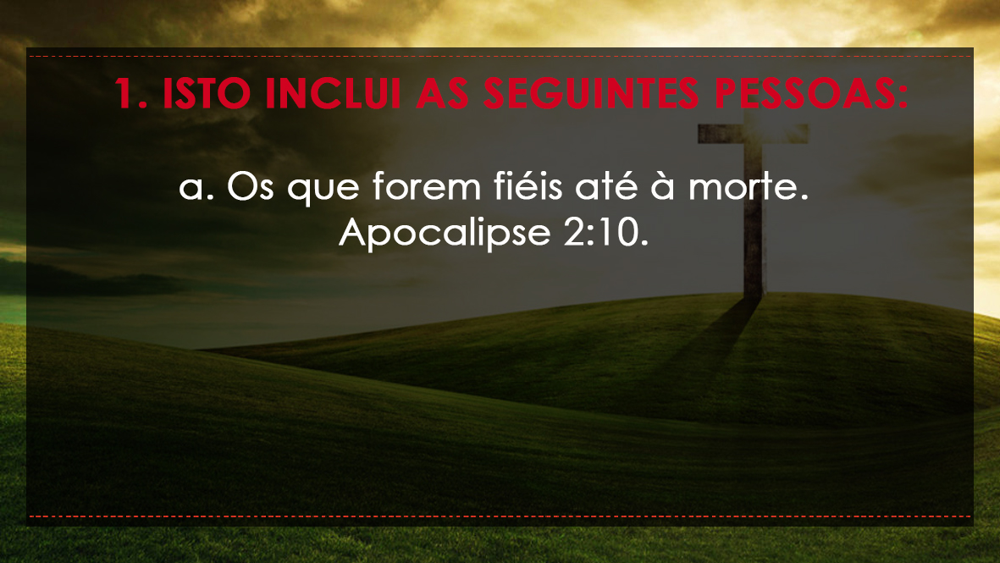 1. ISTO INCLUI AS SEGUINTES PESSOAS:
a. Os que forem fiéis até à morte.
Apocalipse 2:10.